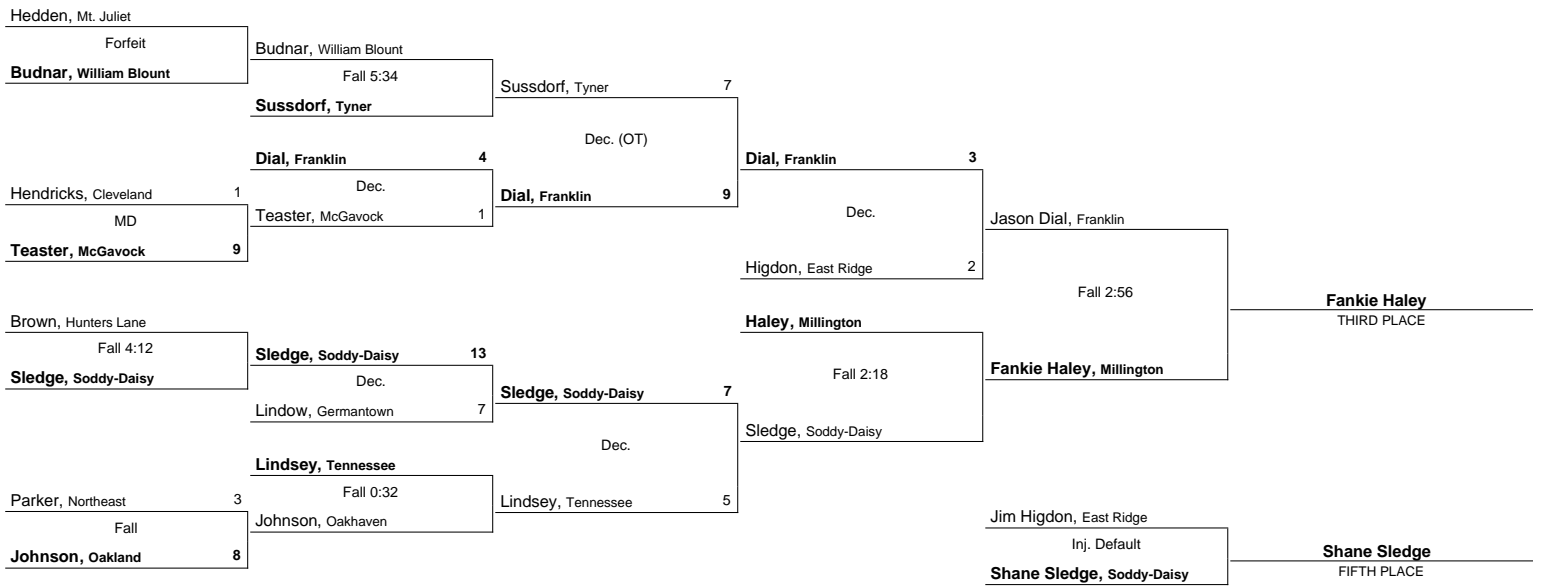 Hedden, Mt. Juliet
Forfeit
Budnar, William Blount
Budnar, William Blount
Fall 5:34
Sussdorf, Tyner
Sussdorf, Tyner 7
Dec. (OT)
Dial, Franklin 4
Dec.
Teaster, McGavock 1
Dial, Franklin 9
Hendricks, Cleveland 1
MD
Teaster, McGavock 9
Dial, Franklin 3
Dec.
Higdon, East Ridge 2
Jason Dial, Franklin
Fall 2:56
Fankie Haley, Millington
Fankie Haley
THIRD PLACE
Brown, Hunters Lane
Fall 4:12
Sledge, Soddy-Daisy
Sledge, Soddy-Daisy 13
Dec.
Lindow, Germantown 7
Sledge, Soddy-Daisy 7
Dec.
Lindsey, Tennessee 5
Haley, Millington
Fall 2:18
Sledge, Soddy-Daisy
Lindsey, Tennessee
Fall 0:32
Johnson, Oakhaven
Parker, Northeast 3
Fall
Johnson, Oakland 8
Jim Higdon, East Ridge
Inj. Default
Shane Sledge, Soddy-Daisy
Shane Sledge
FIFTH PLACE